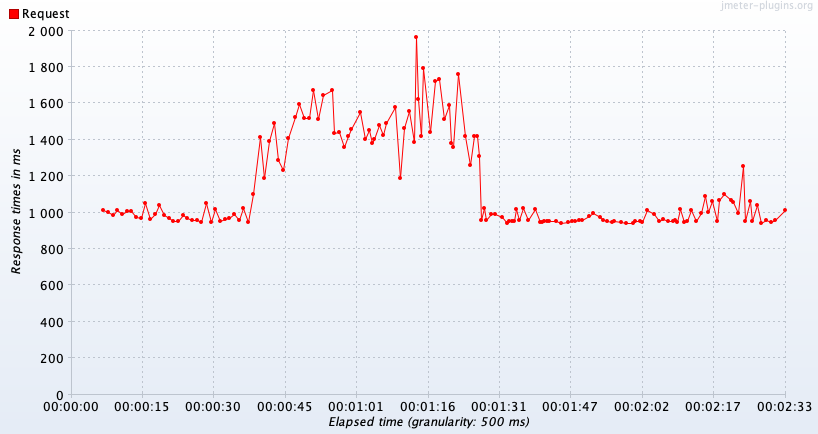 jmeter-plugins.org
Request
2 000
1 800
1 600
1 400
1 200
1 000
800
600
400
200
0
Response times in ms
00:00:00 00:00:15 00:00:30 00:00:45 00:01:01 00:01:16 00:01:31 00:01:47 00:02:02 00:02:17 00:02:33
Elapsed time (granularity: 500 ms)